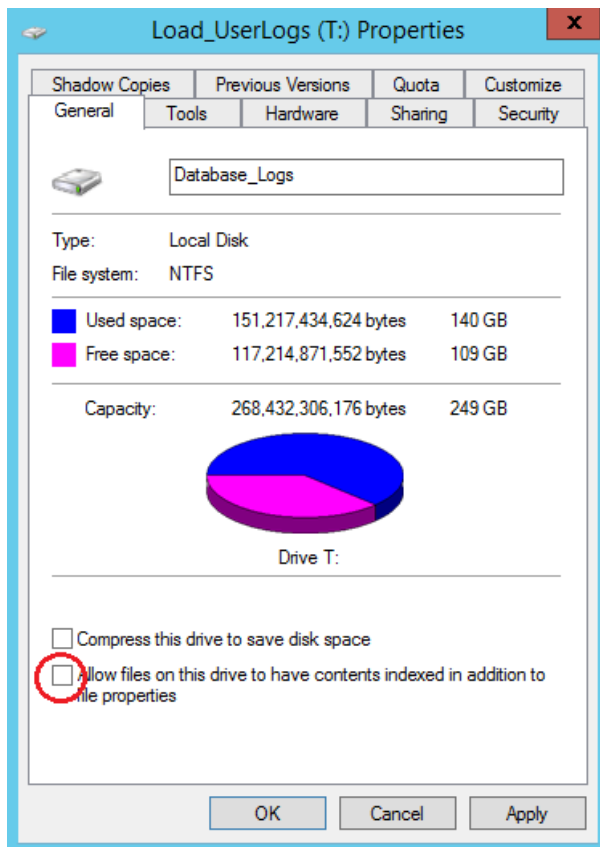 Load_UserLogs (T:) Properties
x
Shadow Copies Previous Versions Quota Customize
General Tools Hardware Sharing Security
Database_Logs
Type: Local Disk
File system: NTFS
Used space: 151,217,434,624 bytes 140 GB
Free space: 117,214,871,552 bytes 109 GB
Capacity: 268,432,306,176 bytes 249 GB
Drive T:
Compress this drive to save disk space
Allow files on this drive to have contents indexed in addition to
file properties
OK Cancel Apply